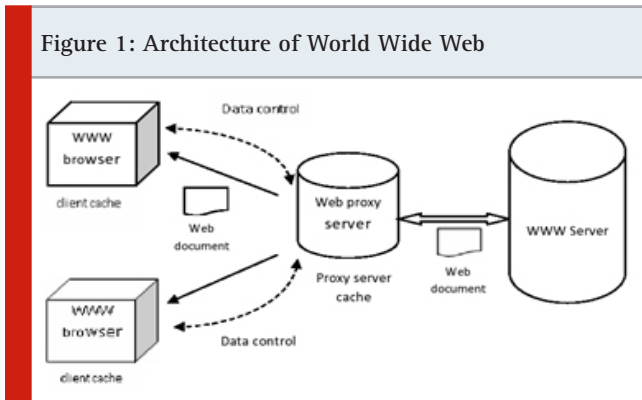 Figure 1: Architecture of World Wide Web
Data control
WWW
browser
client cache
Web
document
Web proxy
server
Proxy server
cache
Web
document
WWW Server
WWW
browser
client cache
Data control